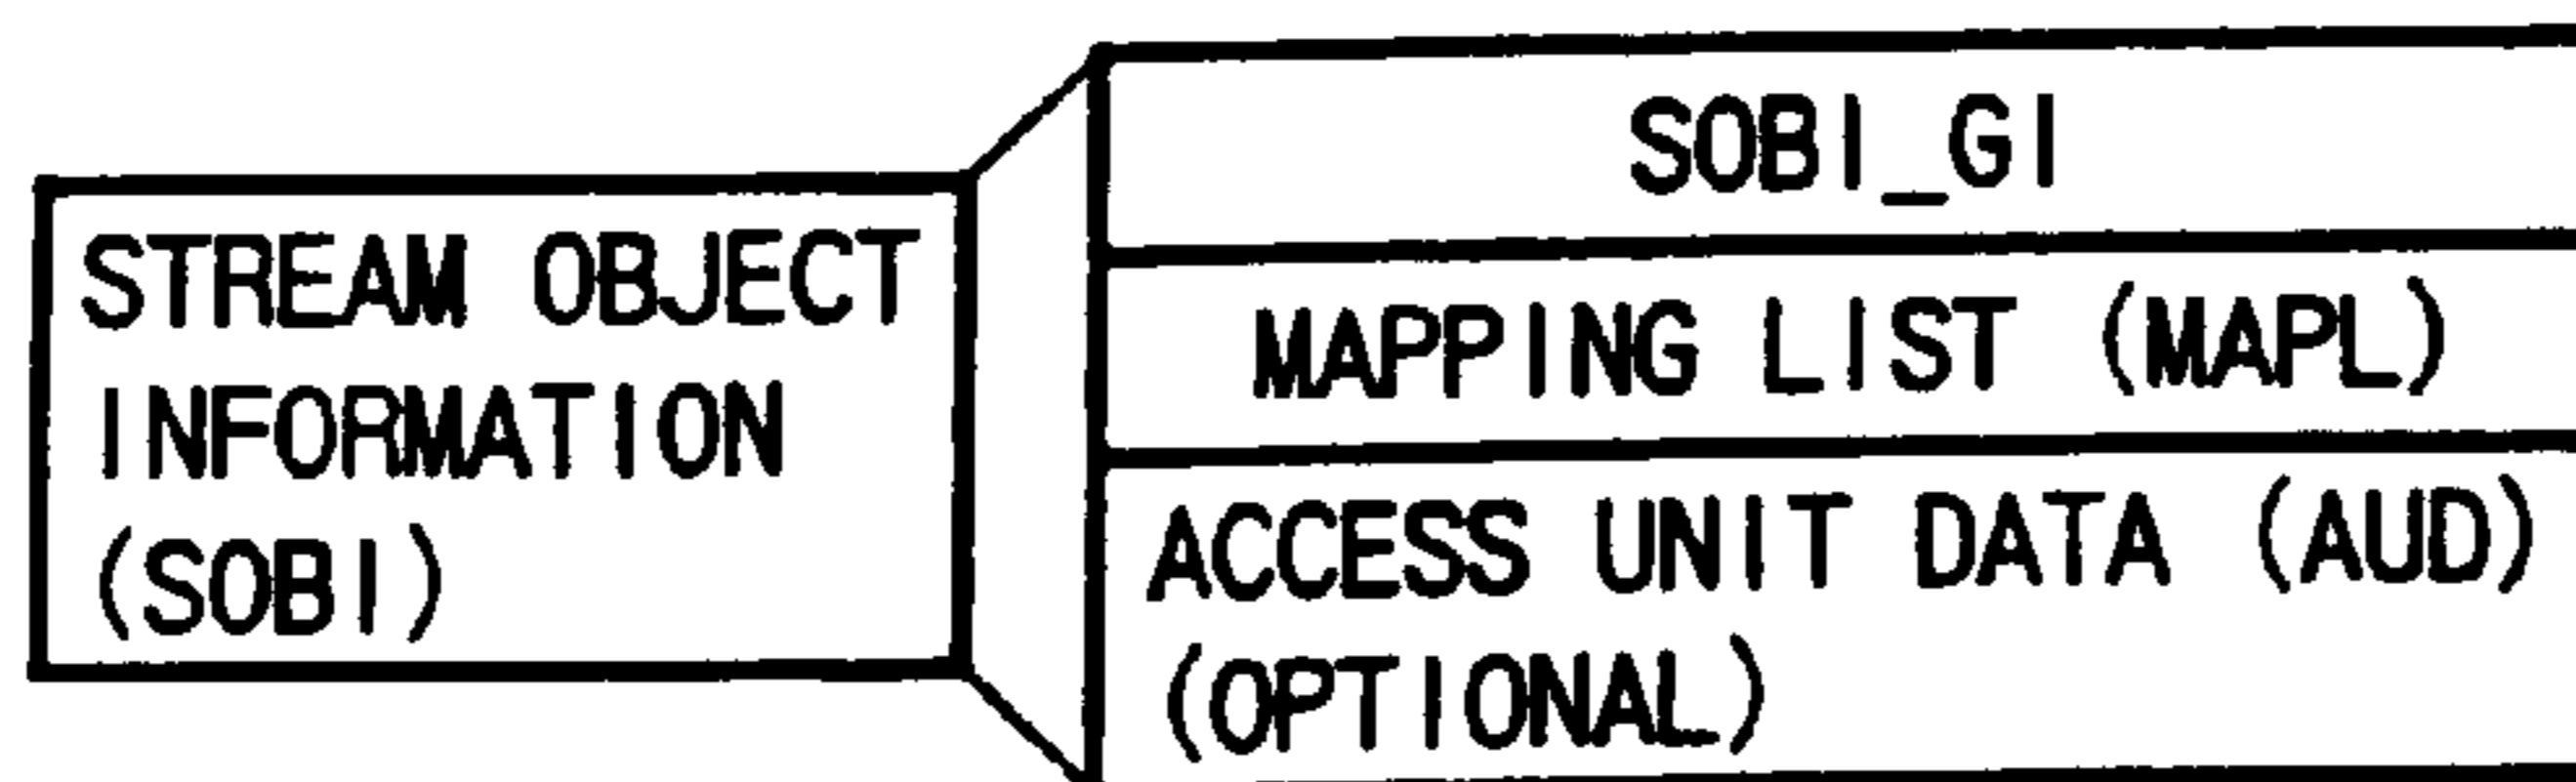 STREAM OBJECT
INFORMATION
(SOBI)
SOBI_GI
MAPPING LIST (MAPL)
ACCESS UNIT DATA (AUD)
(OPTIONAL)